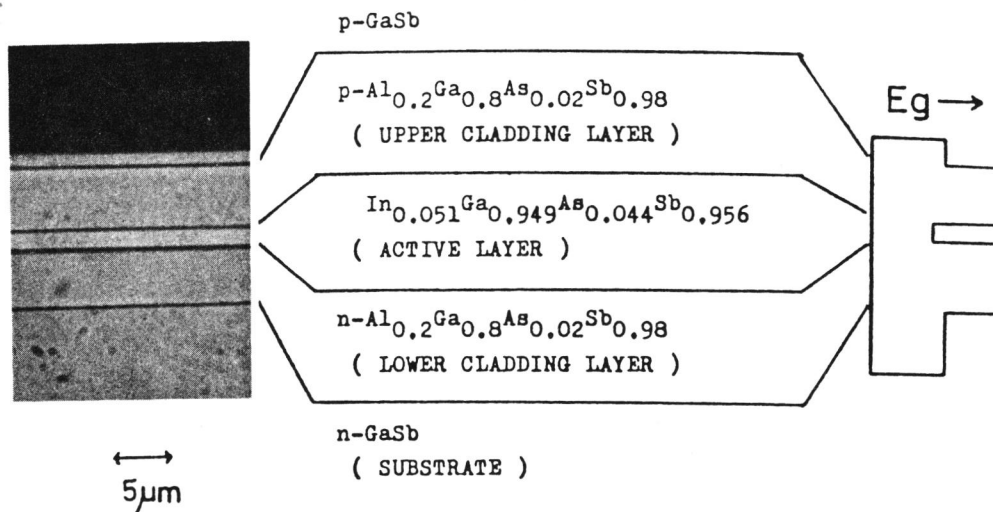 p-GaSb
p-Al0.2Ga0.8As0.02Sb0.98
( UPPER CLADDING LAYER )
Eg →
In0.051Ga0.949As0.044Sb0.956
( ACTIVE LAYER )
n-Al0.2Ga0.8As0.02Sb0.98
( LOWER CLADDING LAYER )
n-GaSb
( SUBSTRATE )
5μm